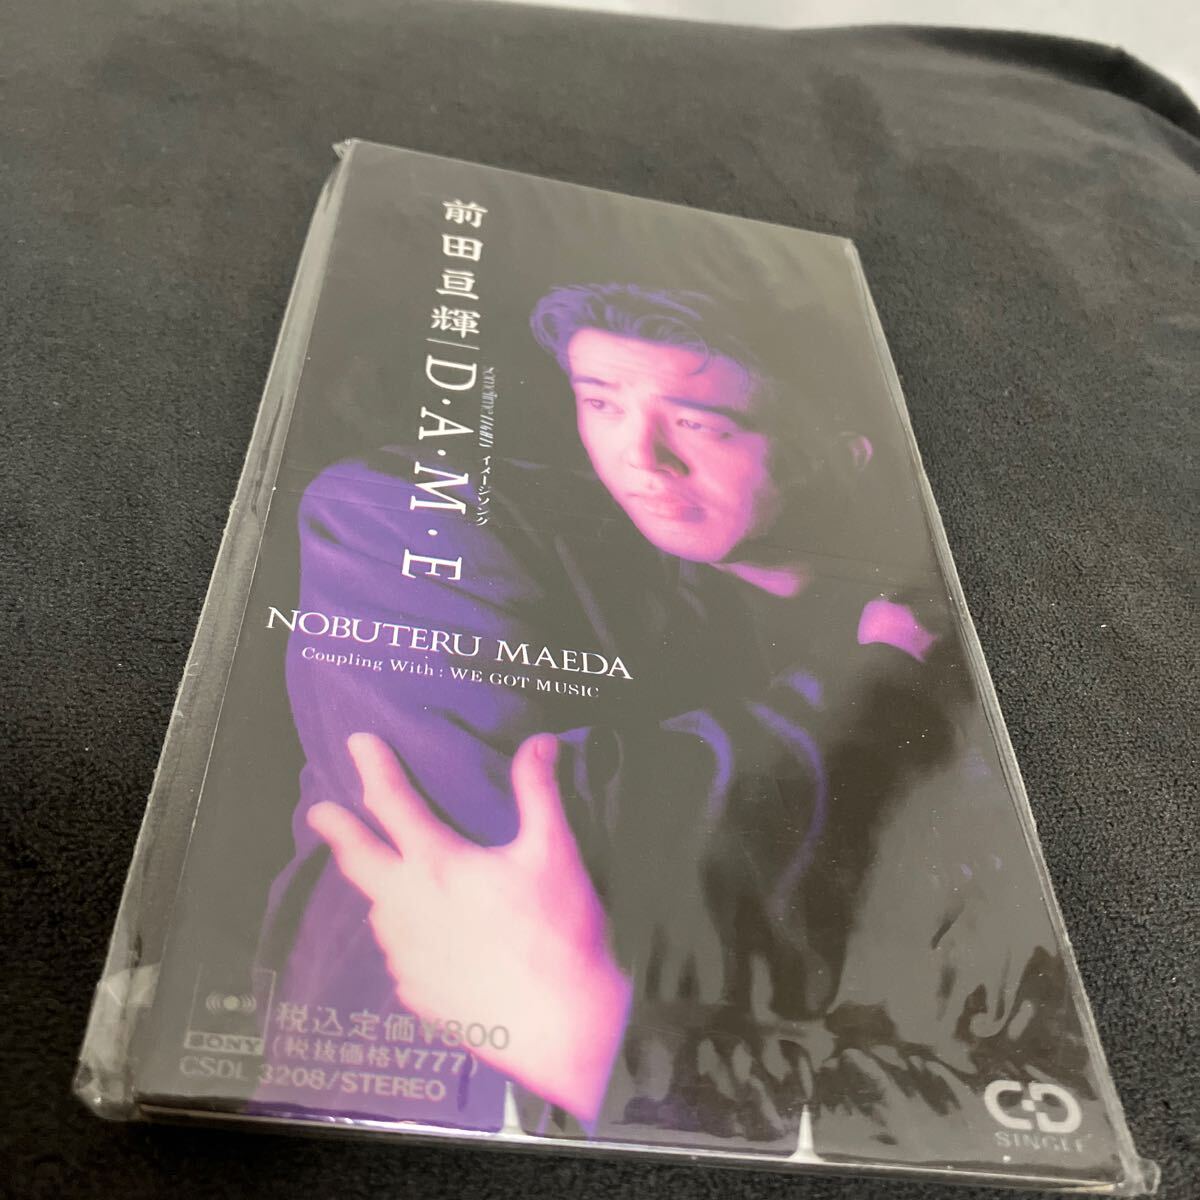 前田亘輝|D・A・M・E
イメージソング
NOBUTERU MAEDA
Coupling With : WE GOT MUSIC
SONY
税込定価¥800
(税抜価格¥777)
CSDL 3208/STEREO
CD
SINGLE